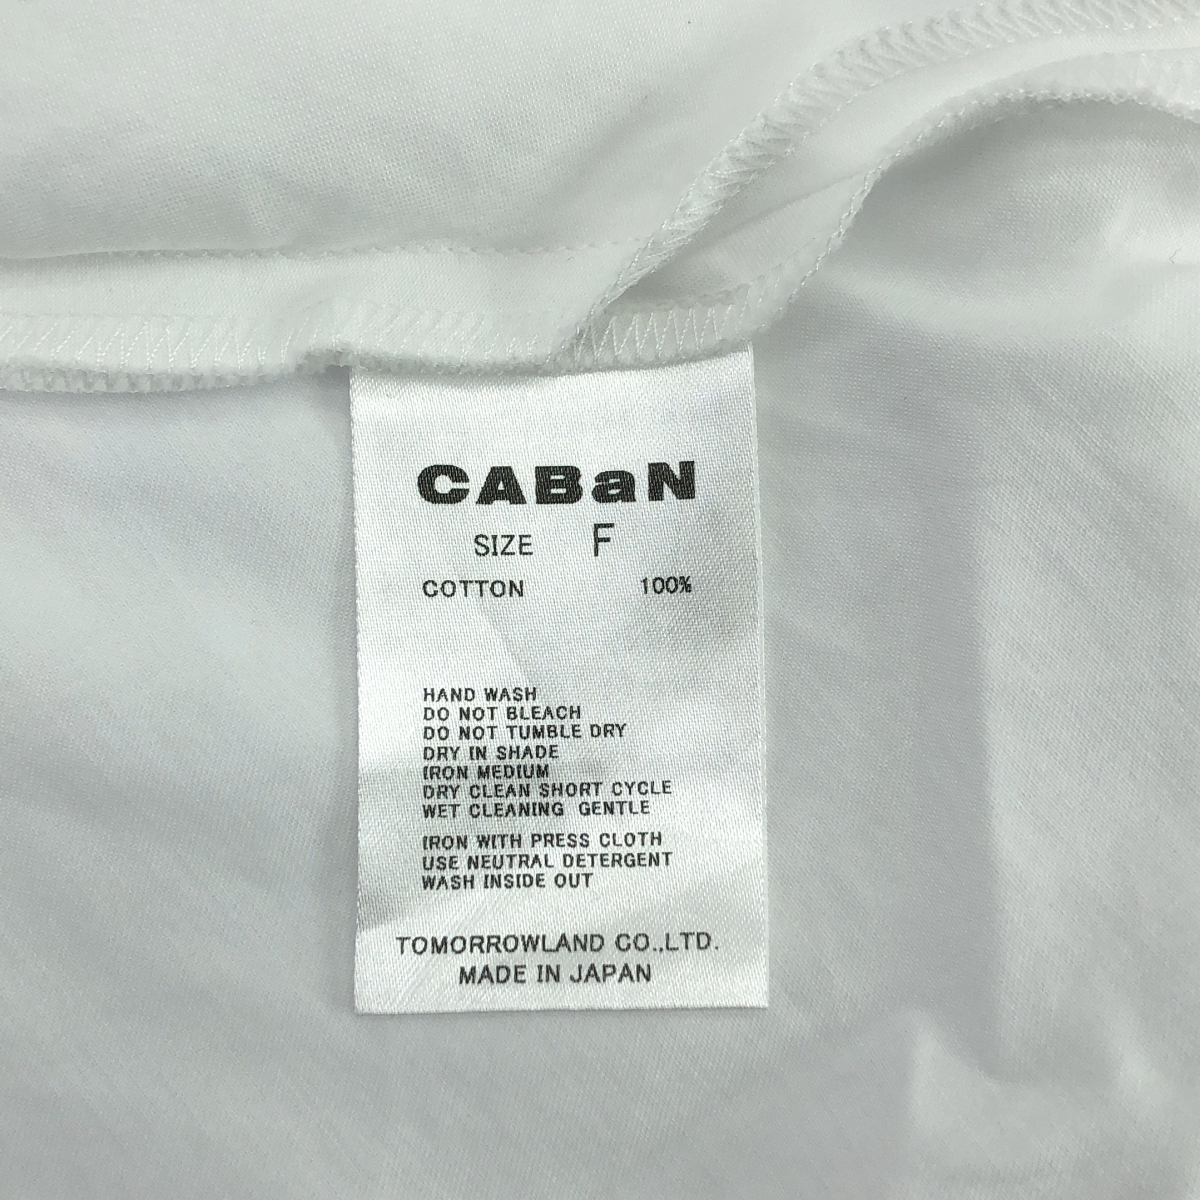 CABaN
SIZE F
COTTON 100%
HAND WASH
DO NOT BLEACH
DO NOT TUMBLE DRY
DRY IN SHADE
IRON MEDIUM
DRY CLEAN SHORT CYCLE
WET CLEANING GENTLE
IRON WITH PRESS CLOTH
USE NEUTRAL DETERGENT
WASH INSIDE OUT
TOMORROWLAND CO.,LTD.
MADE IN JAPAN